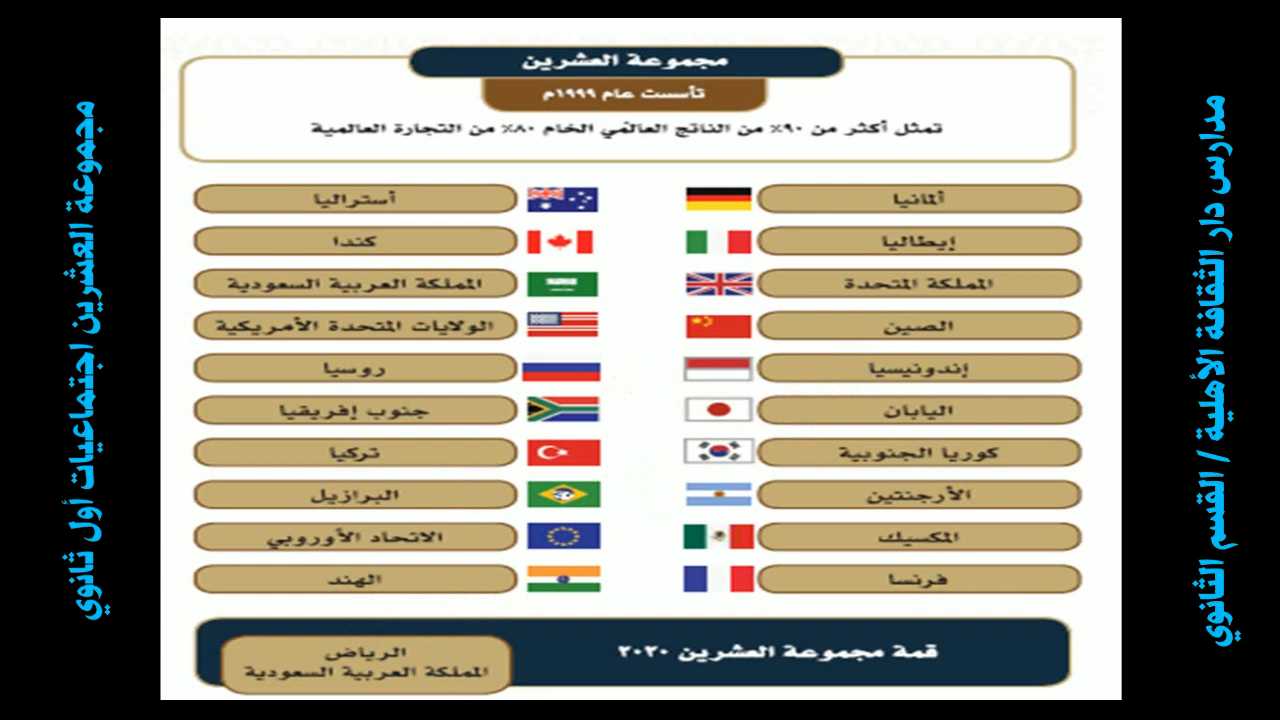 مدارس دار الثقافة الأهلية / القسم الثانوي
مجموعة العشرين
تأسست عام ١٩٩٩م
تمثل أكثر من ٩٠٪ من الناتج العالمي الخام ٨٠٪ من التجارة العالمية
ألمانيا
أستراليا
إيطاليا
كندا
المملكة المتحدة
المملكة العربية السعودية
الصين
الولايات المتحدة الأمريكية
إندونيسيا
روسيا
اليابان
جنوب إفريقيا
كوريا الجنوبية
تركيا
الأرجنتين
البرازيل
المكسيك
الاتحاد الأوروبي
فرنسا
الهند
قمة مجموعة العشرين ٢٠٢٠
الرياض
المملكة العربية السعودية
مجموعة العشرين اجتماعيات أول ثانوي